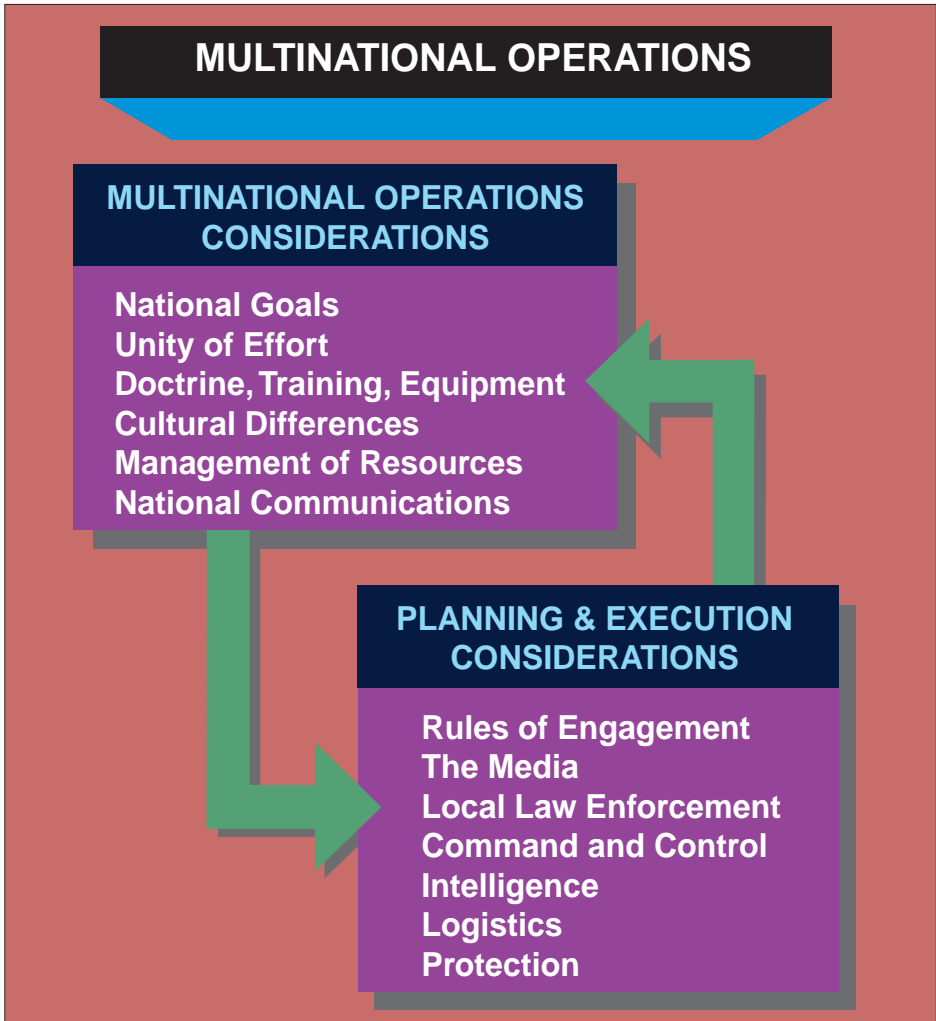 MULTINATIONAL OPERATIONS
MULTINATIONAL OPERATIONS
CONSIDERATIONS
National Goals
Unity of Effort
Doctrine, Training, Equipment
Cultural Differences
Management of Resources
National Communications
PLANNING & EXECUTION
CONSIDERATIONS
Rules of Engagement
The Media
Local Law Enforcement
Command and Control
Intelligence
Logistics
Protection